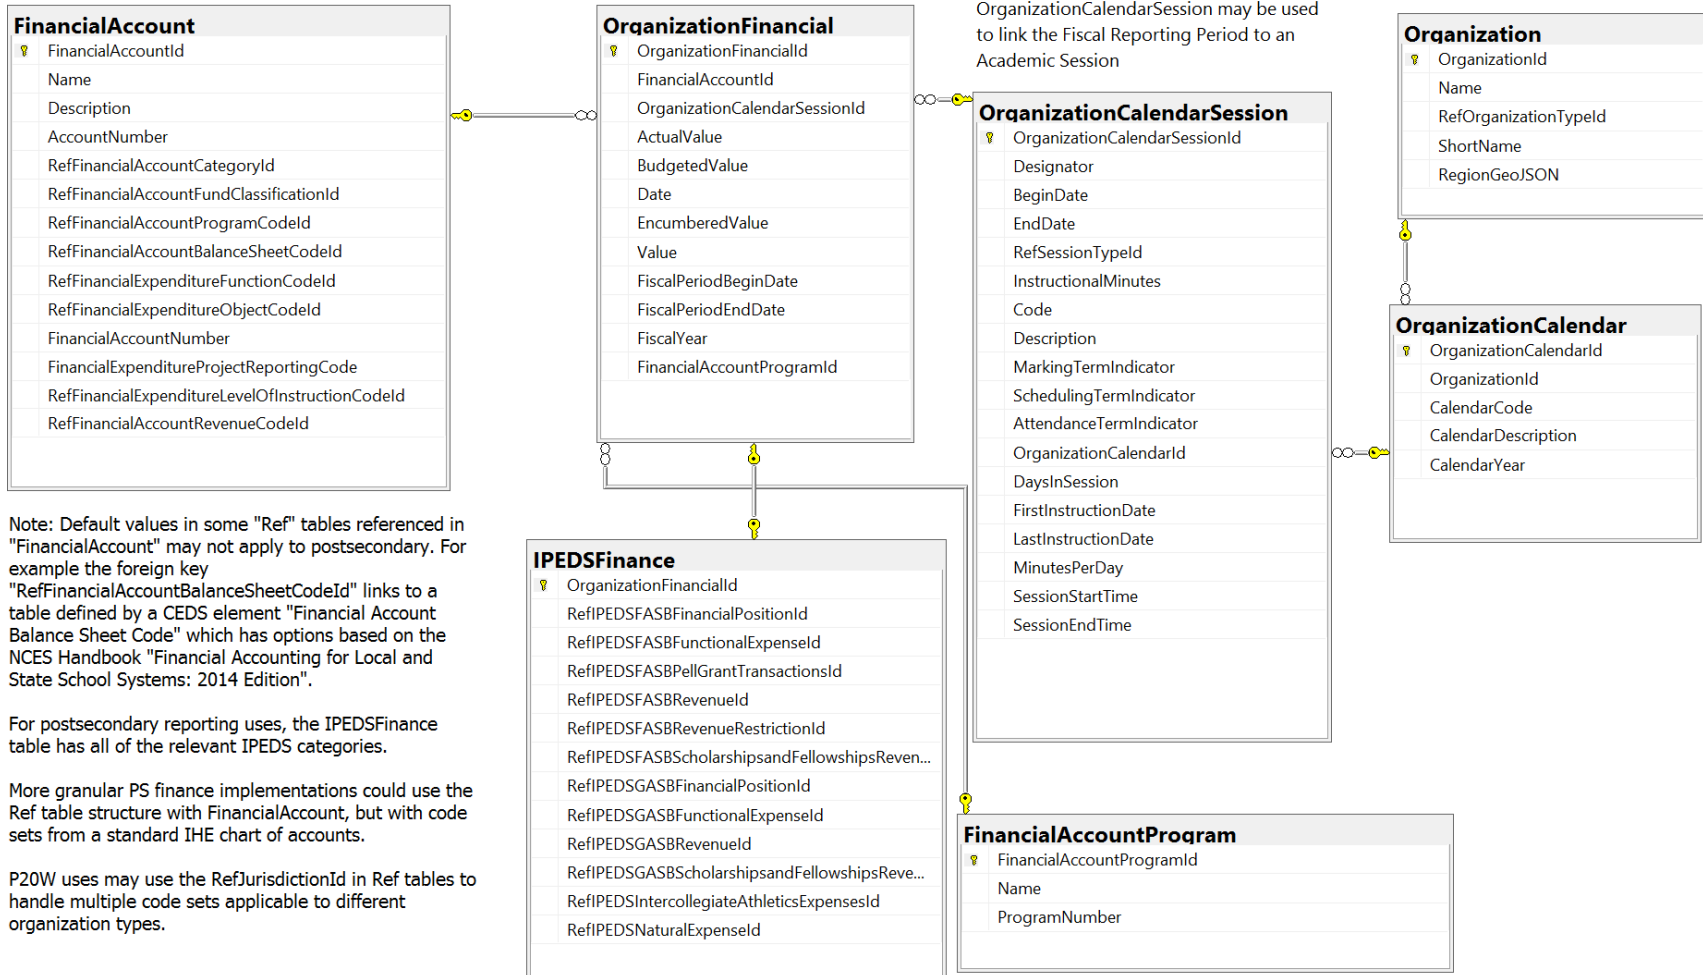 FinancialAccount
FinancialAccountId
Name
Description
AccountNumber
RefFinancialAccountCategoryId
RefFinancialAccountFundClassificationId
RefFinancialAccountProgramCodeId
RefFinancialAccountBalanceSheetCodeId
RefFinancialExpenditureFunctionCodeId
RefFinancialExpenditureObjectCodeId
FinancialAccountNumber
FinancialExpenditureProjectReportingCode
RefFinancialExpenditureLevelOfInstructionCodeId
RefFinancialAccountRevenueCodeId
Note: Default values in some "Ref" tables referenced in
"FinancialAccount" may not apply to postsecondary. For
example the foreign key
"RefFinancialAccountBalanceSheetCodeId" links to a
table defined by a CEDS element "Financial Account
Balance Sheet Code" which has options based on the
NCES Handbook "Financial Accounting for Local and
State School Systems: 2014 Edition".
For postsecondary reporting uses, the IPEDSFinance
table has all of the relevant IPEDS categories.
More granular PS finance implementations could use the
Ref table structure with FinancialAccount, but with code
sets from a standard IHE chart of accounts.
P20W uses may use the RefJurisdictionId in Ref tables to
handle multiple code sets applicable to different
organization types.
OrganizationFinancial
OrganizationFinancialId
FinancialAccountId
OrganizationCalendarSessionId
ActualValue
BudgetedValue
Date
EncumberedValue
Value
FiscalPeriodBeginDate
FiscalPeriodEndDate
FiscalYear
FinancialAccountProgramId
IPEDSFinance
OrganizationFinancialId
RefIPEDSFASBFinancialPositionId
RefIPEDSFASBFunctionalExpenseId
RefIPEDSFASBPellGrantTransactionsId
RefIPEDSFASBRevenueId
RefIPEDSFASBRevenueRestrictionId
RefIPEDSFASBScholarshipsandFellowshipsReven...
RefIPEDSGASBFinancialPositionId
RefIPEDSGASBFunctionalExpenseId
RefIPEDSGASBRevenueId
RefIPEDSGASBScholarshipsandFellowshipsReve...
RefIPEDSIntercollegiateAthleticsExpensesId
RefIPEDSNaturalExpenseId
OrganizationCalendarSession may be used
to link the Fiscal Reporting Period to an
Academic Session
OrganizationCalendarSession
OrganizationCalendarSessionId
Designator
BeginDate
EndDate
RefSessionTypeId
InstructionalMinutes
Code
Description
MarkingTermIndicator
SchedulingTermIndicator
AttendanceTermIndicator
OrganizationCalendarId
DaysInSession
FirstInstructionDate
LastInstructionDate
MinutesPerDay
SessionStartTime
SessionEndTime
FinancialAccountProgram
FinancialAccountProgramId
Name
ProgramNumber
Organization
OrganizationId
Name
RefOrganizationTypeId
ShortName
RegionGeoJSON
OrganizationCalendar
OrganizationCalendarId
OrganizationId
CalendarCode
CalendarDescription
CalendarYear